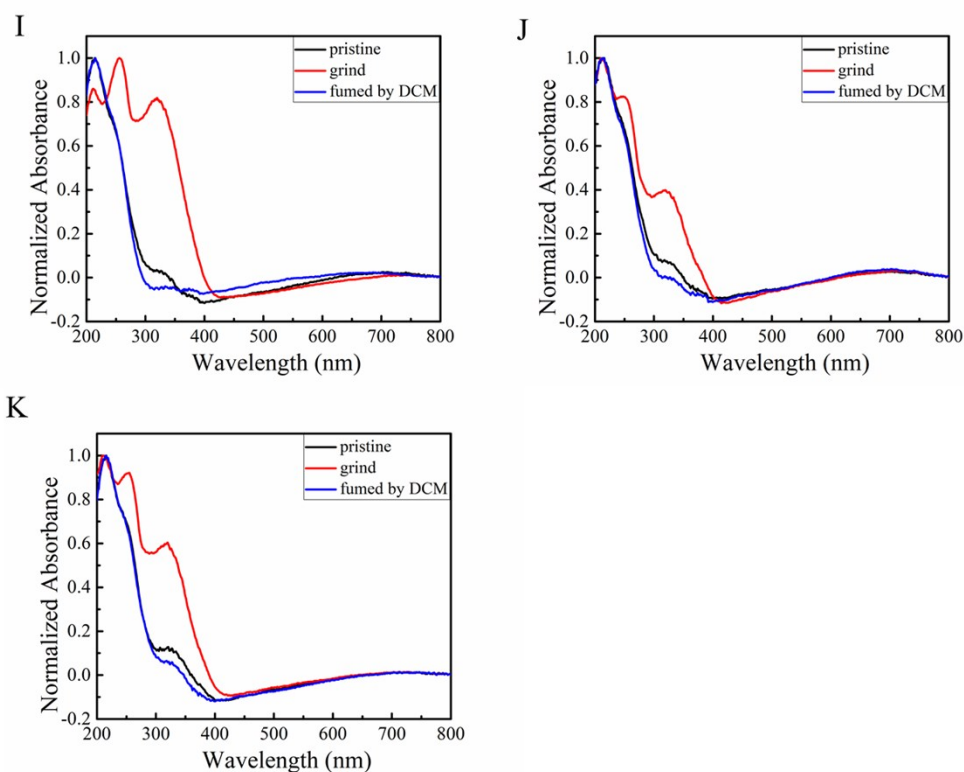 I
pristine
grind
fumed by DCM
Normalized Absorbance
1.0
0.8
0.6
0.4
0.2
0.0
-0.2
200 300 400 500 600 700 800
Wavelength (nm)
J
pristine
grind
fumed by DCM
Normalized Absorbance
1.0
0.8
0.6
0.4
0.2
0.0
-0.2
200 300 400 500 600 700 800
Wavelength (nm)
K
pristine
grind
fumed by DCM
Normalized Absorbance
1.0
0.8
0.6
0.4
0.2
0.0
-0.2
200 300 400 500 600 700 800
Wavelength (nm)